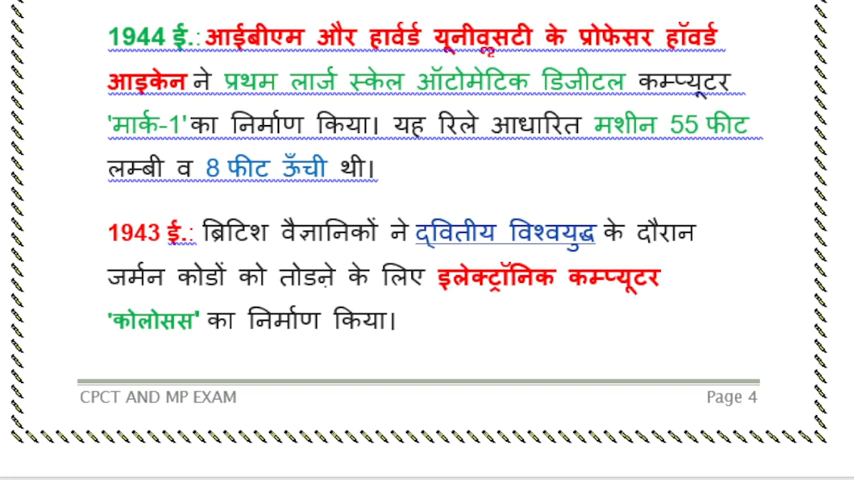 1944 ई.: आईबीएम और हार्वर्ड यूनीव्लूसटी के प्रोफेसर हॉवर्ड
आइकेन ने प्रथम लार्ज स्केल ऑटोमेटिक डिजीटल कम्प्यूटर
'मार्क-1'का निर्माण किया। यह रिले आधारित मशीन 55 फीट
लम्बी व 8 फीट ऊँची थी।
1943 ई.: ब्रिटिश वैज्ञानिकों ने द्वितीय विश्वयुद्ध के दौरान
जर्मन कोडों को तोडऩे के लिए इलेक्ट्रॉनिक कम्प्यूटर
'कोलोसस' का निर्माण किया।
CPCT AND MP EXAM Page 4